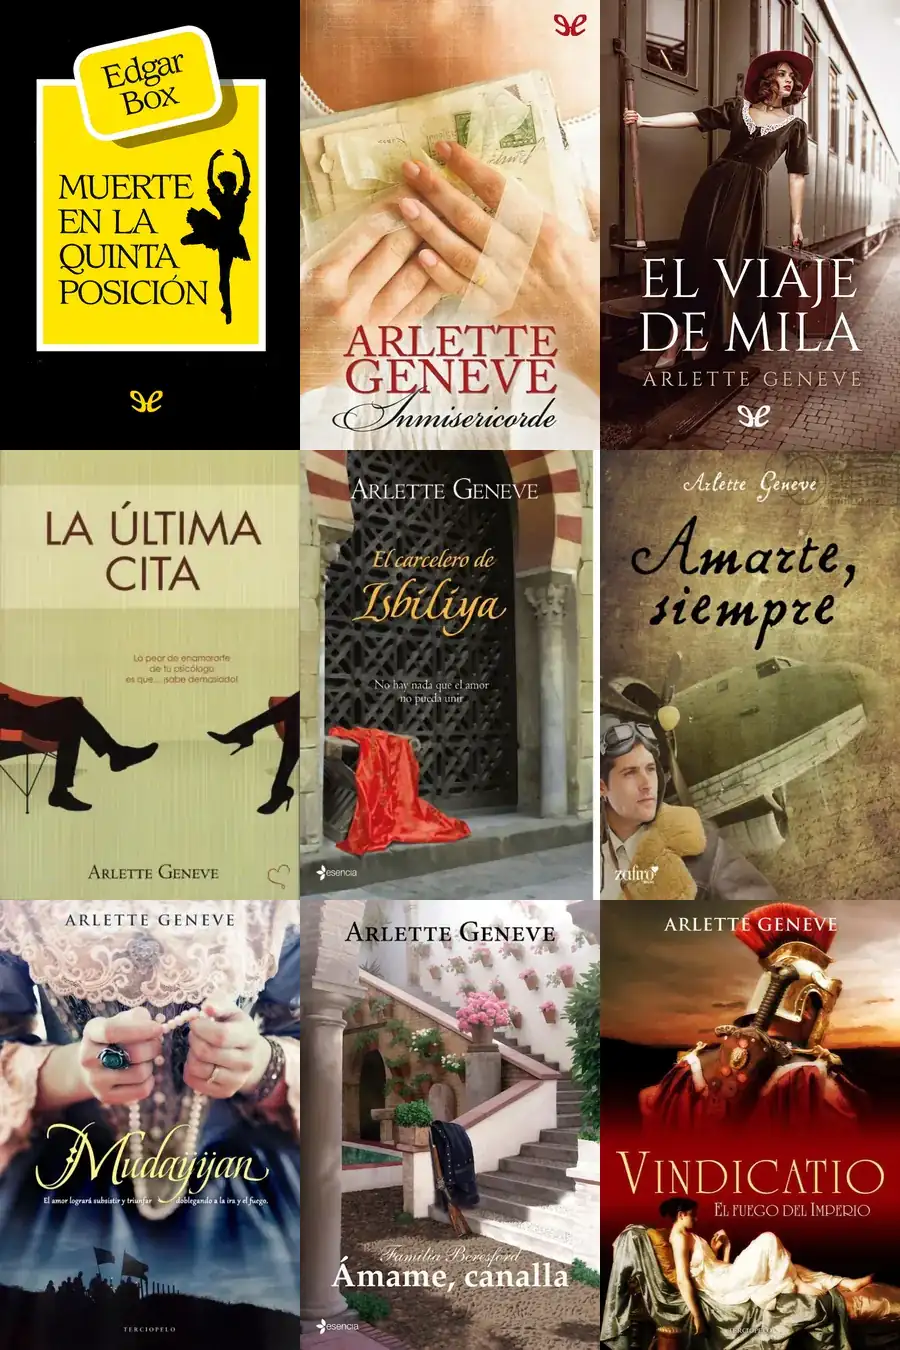 Edgar
Box
MUERTE
EN LA
QUINTA
POSICIÓN
ARLETTE
GENEVE
Inmisericorde
EL VIAJE
DE MILA
ARLETTE GENEVE
LA ÚLTIMA
CITA
Lo peor de enamorarte
de tu psicólogo
es que... ¡sabe demasiado!
ARLETTE GENEVE
ARLETTE GENEVE
El carcelero de
Isbiliya
No hay nada que el amor
no pueda unir
esencia
Arlette Geneve
Amarte,
siempre
zafiro
ARLETTE GENEVE
Mudayyan
El amor logrará subsistir y triunfar doblegando a la ira y el fuego.
TERCIOPELO
ARLETTE GENEVE
Familia Beresford
Ámame, canalla
esencia
ARLETTE GENEVE
VINDICATIO
EL FUEGO DEL IMPERIO
TERCIOPELO